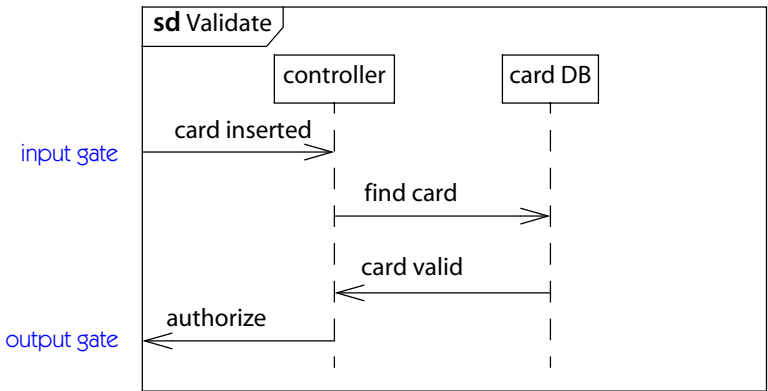 sd Validate
controller
card DB
card inserted
input gate
find card
card valid
authorize
output gate